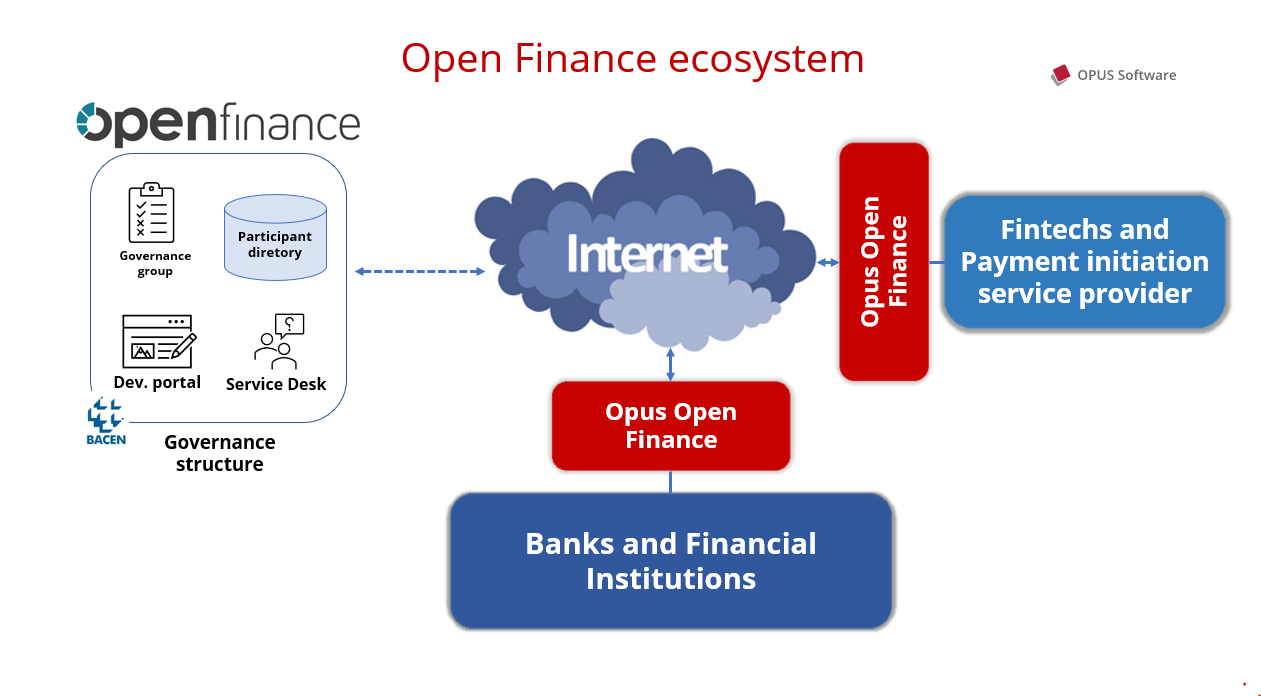 Open Finance ecosystem
OPUS Software
openfinance
Governance
group
Participant
diretory
Dev. portal
Service Desk
BACEN
Governance
structure
Internet
Opus Open
Finance
Fintechs and
Payment initiation
service provider
Opus Open
Finance
Banks and Financial
Institutions